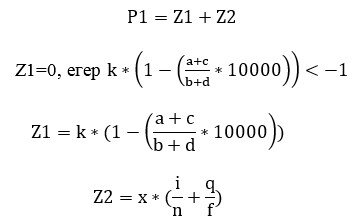 P1 = Z1 + Z2
Z1=0, егер k * (1 − ((a+c)/(b+d) * 10000)) < −1
Z1 = k * (1 − ((a + c)/(b + d) * 10000))
Z2 = x * (i/n + q/f)